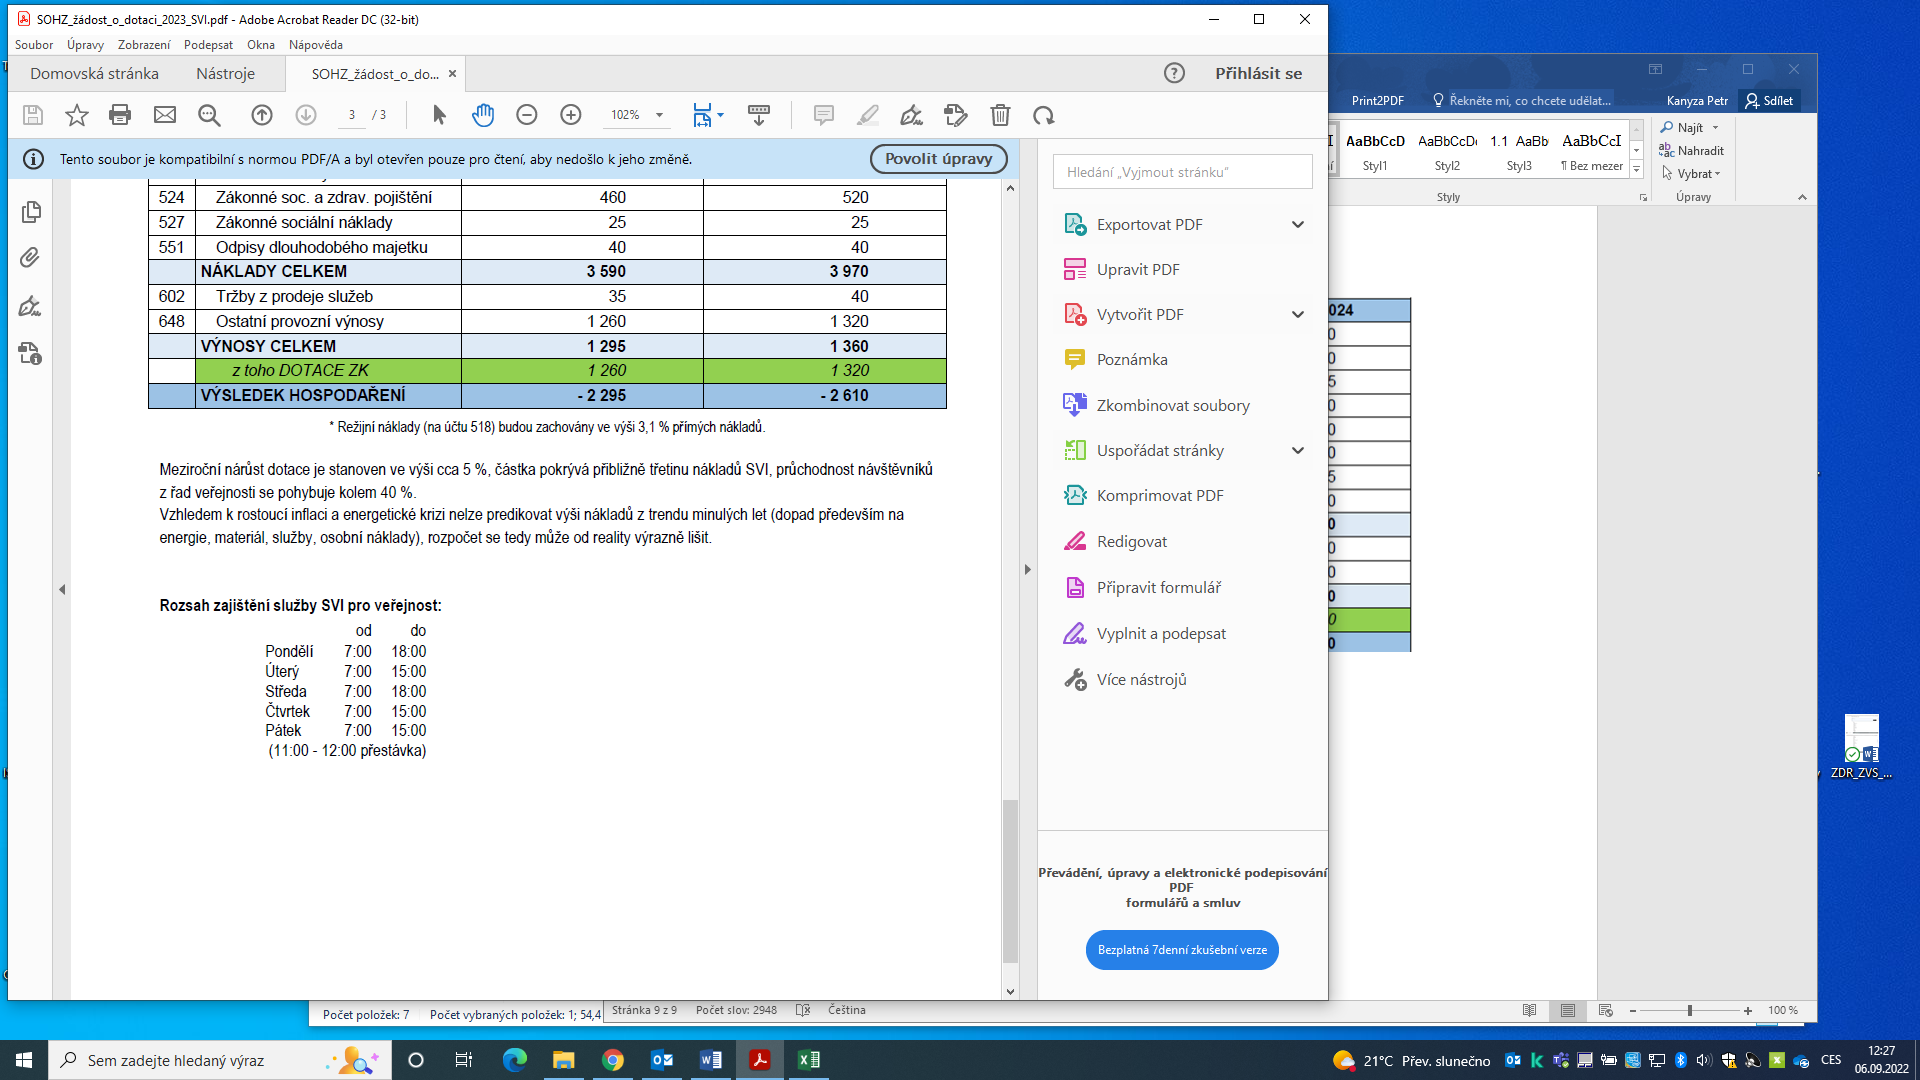 SOHZ_žádost_o_dotaci_2023_SVI.pdf - Adobe Acrobat Reader DC (32-bit)
Soubor Úpravy Zobrazení Podepsat Okna Nápověda
Domovská stránka Nástroje SOHZ_žádost_o_do... × Přihlásit se
3 / 3 102%
Tento soubor je kompatibilní s normou PDF/A a byl otevřen pouze pro čtení, aby nedošlo k jeho změně. Povolit úpravy
524 Zákonné soc. a zdrav. pojištění 460 520
527 Zákonné sociální náklady 25 25
551 Odpisy dlouhodobého majetku 40 40
NÁKLADY CELKEM 3 590 3 970
602 Tržby z prodeje služeb 35 40
648 Ostatní provozní výnosy 1 260 1 320
VÝNOSY CELKEM 1 295 1 360
z toho DOTACE ZK 1 260 1 320
VÝSLEDEK HOSPODAŘENÍ - 2 295 - 2 610
* Režijní náklady (na účtu 518) budou zachovány ve výši 3,1 % přímých nákladů.
Meziroční nárůst dotace je stanoven ve výši cca 5 %, částka pokrývá přibližně třetinu nákladů SVI, průchodnost návštěvníků
z řad veřejnosti se pohybuje kolem 40 %.
Vzhledem k rostoucí inflaci a energetické krizi nelze predikovat výši nákladů z trendu minulých let (dopad především na
energie, materiál, služby, osobní náklady), rozpočet se tedy může od reality výrazně lišit.
Rozsah zajištění služby SVI pro veřejnost:
od do
Pondělí 7:00 18:00
Úterý 7:00 15:00
Středa 7:00 18:00
Čtvrtek 7:00 15:00
Pátek 7:00 15:00
(11:00 - 12:00 přestávka)
Hledání „Vyjmout stránku“
Exportovat PDF
Upravit PDF
Vytvořit PDF
Poznámka
Zkombinovat soubory
Uspořádat stránky
Komprimovat PDF
Redigovat
Připravit formulář
Vyplnit a podepsat
Více nástrojů
Převádění, úpravy a elektronické podepisování
PDF
formulářů a smluv
Bezplatná 7denní zkušební verze
Print2PDF Řekněte mi, co chcete udělat... Kanyza Petr Sdílet
AaBbCcD AaBbCcDc 1.1 AaBb AaBbCcI
Styl1 Styl2 Styl3 ¶ Bez mezer
Styly
Najít
Nahradit
Vybrat
Úpravy
024
0
0
5
0
0
0
5
0
0
0
0
0
0
0
ZDR_ZVS_...
Počet položek: 7 Počet vybraných položek: 1; 54,4
Stránka 9 z 9 Počet slov: 2948 Čeština 100 %
Sem zadejte hledaný výraz
21°C Přev. slunečno CES
12:27
06.09.2022